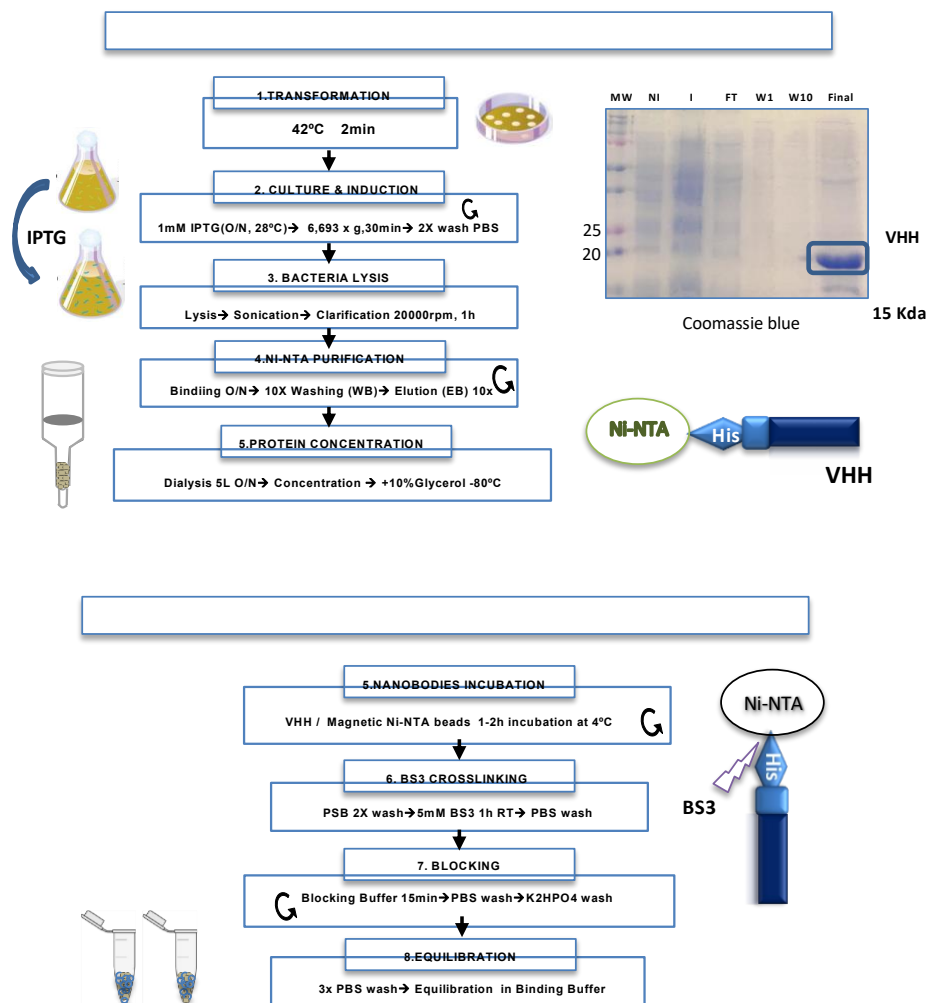 1.TRANSFORMATION
42ºC 2min
2. CULTURE & INDUCTION
1mM IPTG(O/N, 28ºC)→ 6,693 x g,30min→ 2X wash PBS
IPTG
3. BACTERIA LYSIS
Lysis→ Sonication→ Clarification 20000rpm, 1h
4.NI-NTA PURIFICATION
Bindiing O/N→ 10X Washing (WB)→ Elution (EB) 10x
5.PROTEIN CONCENTRATION
Dialysis 5L O/N→ Concentration → +10%Glycerol -80ºC
MW NI I FT W1 W10 Final
25
20
VHH
15 Kda
Coomassie blue
Ni-NTA His
VHH
5.NANOBODIES INCUBATION
VHH / Magnetic Ni-NTA beads 1-2h incubation at 4ºC
6. BS3 CROSSLINKING
PSB 2X wash→5mM BS3 1h RT→ PBS wash
7. BLOCKING
Blocking Buffer 15min→PBS wash→K2HPO4 wash
8.EQUILIBRATION
3x PBS wash→ Equilibration in Binding Buffer
Ni-NTA
His
BS3